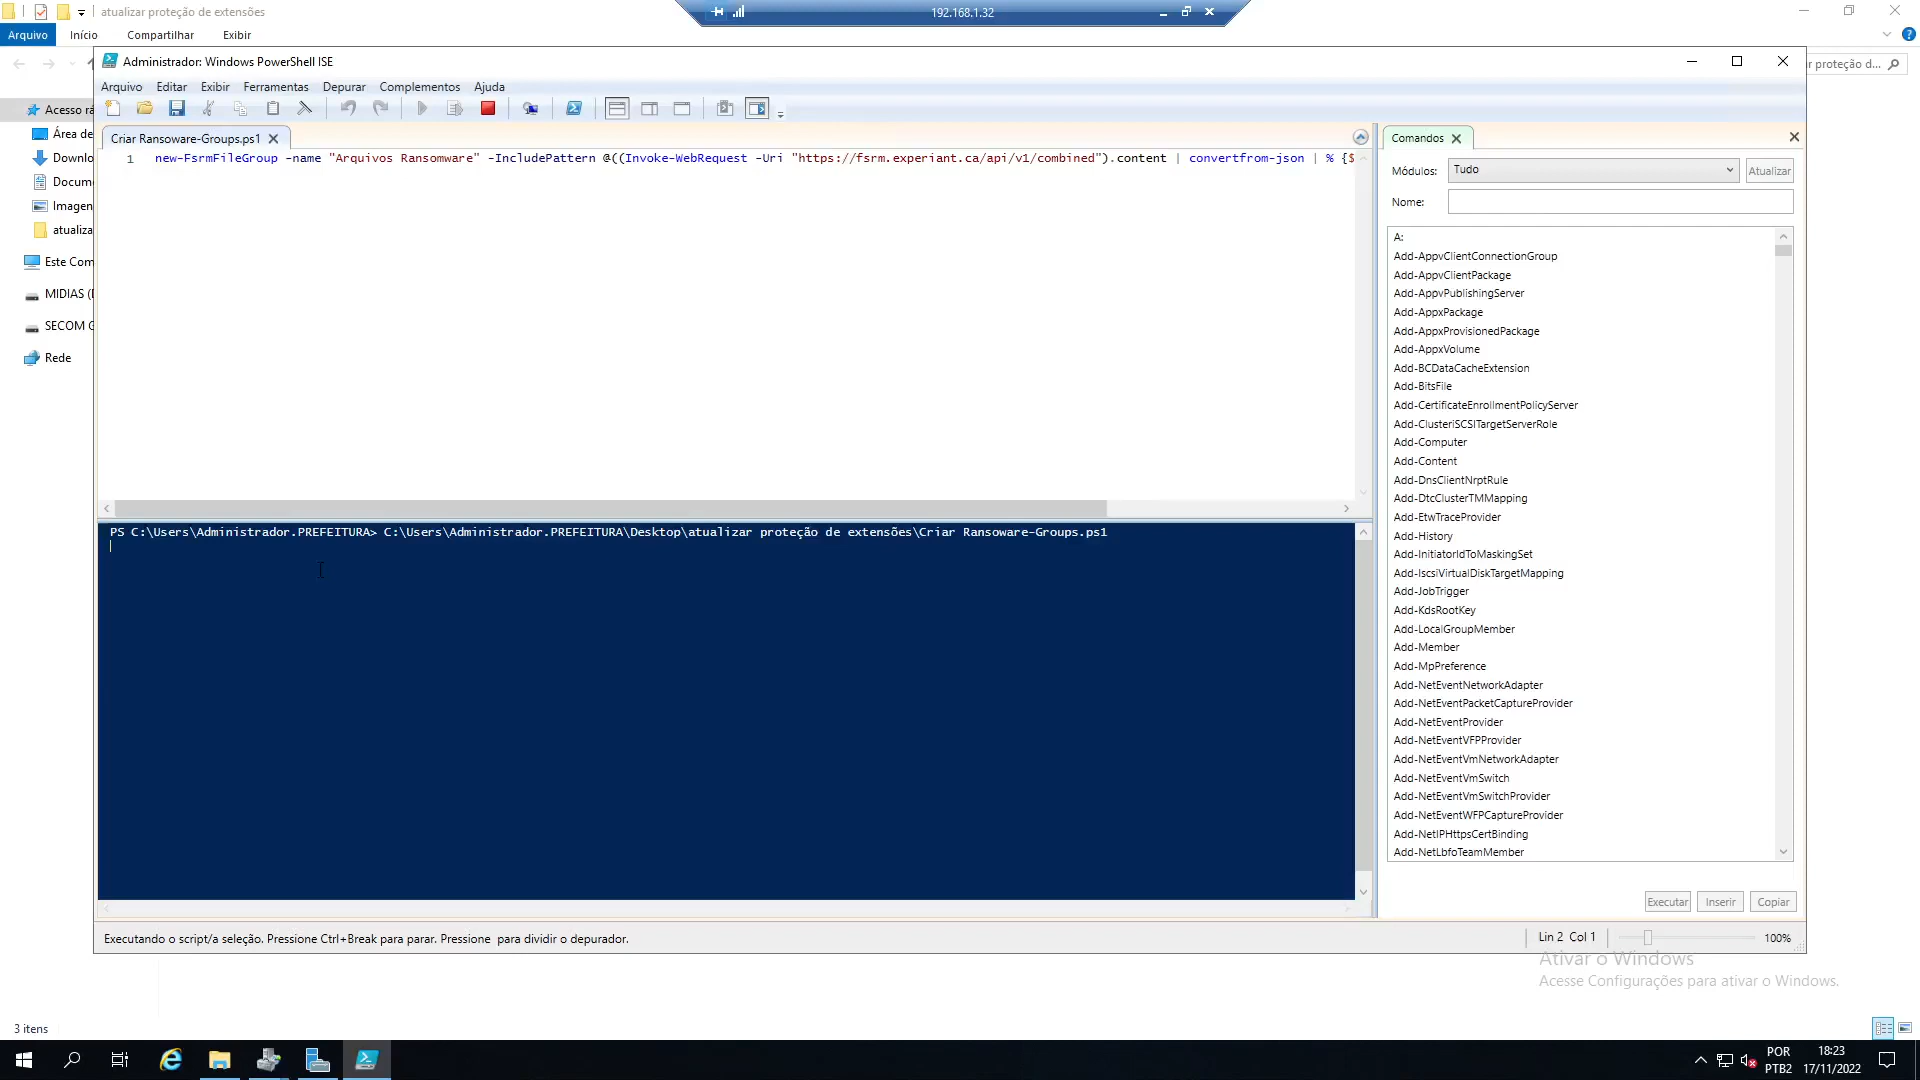 atualizar proteção de extensões
192.168.1.32
Arquivo Início Compartilhar Exibir
Administrador: Windows PowerShell ISE
r proteção d...
Arquivo Editar Exibir Ferramentas Depurar Complementos Ajuda
Acesso rá
Área de
Downlo
Docum
Imagen
atualiza
Este Com
MIDIAS (
SECOM G
Rede
Criar Ransoware-Groups.ps1
1 new-FsrmFileGroup -name "Arquivos Ransomware" -IncludePattern @((Invoke-WebRequest -Uri "https://fsrm.experiant.ca/api/v1/combined").content | convertfrom-json | % {$
PS C:\Users\Administrador.PREFEITURA> C:\Users\Administrador.PREFEITURA\Desktop\atualizar proteção de extensões\Criar Ransoware-Groups.ps1
Comandos
Módulos: Tudo Atualizar
Nome:
A:
Add-AppvClientConnectionGroup
Add-AppvClientPackage
Add-AppvPublishingServer
Add-AppxPackage
Add-AppxProvisionedPackage
Add-AppxVolume
Add-BCDataCacheExtension
Add-BitsFile
Add-CertificateEnrollmentPolicyServer
Add-ClusteriSCSITargetServerRole
Add-Computer
Add-Content
Add-DnsClientNrptRule
Add-DtcClusterTMMapping
Add-EtwTraceProvider
Add-History
Add-InitiatorIdToMaskingSet
Add-IscsiVirtualDiskTargetMapping
Add-JobTrigger
Add-KdsRootKey
Add-LocalGroupMember
Add-Member
Add-MpPreference
Add-NetEventNetworkAdapter
Add-NetEventPacketCaptureProvider
Add-NetEventProvider
Add-NetEventVFPProvider
Add-NetEventVmNetworkAdapter
Add-NetEventVmSwitch
Add-NetEventVmSwitchProvider
Add-NetEventWFPCaptureProvider
Add-NetIPHttpsCertBinding
Add-NetLbfoTeamMember
Executar Inserir Copiar
Executando o script/a seleção. Pressione Ctrl+Break para parar. Pressione para dividir o depurador.
Lin 2 Col 1
100%
Ativar o Windows
Acesse Configurações para ativar o Windows.
3 itens
POR
PTB2
18:23
17/11/2022